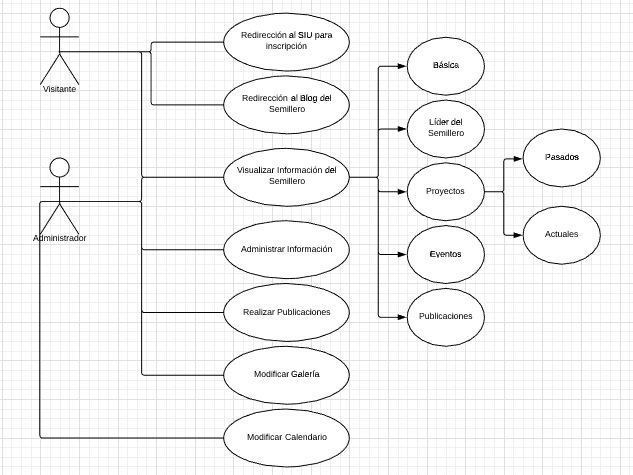 Visitante
Administrador
Redirección al SIU para
inscripción
Redirección al Blog del
Semillero
Visualizar Información del
Semillero
Administrar Información
Realizar Publicaciones
Modificar Galería
Modificar Calendario
Básica
Líder del
Semillero
Proyectos
Eventos
Publicaciones
Pasados
Actuales